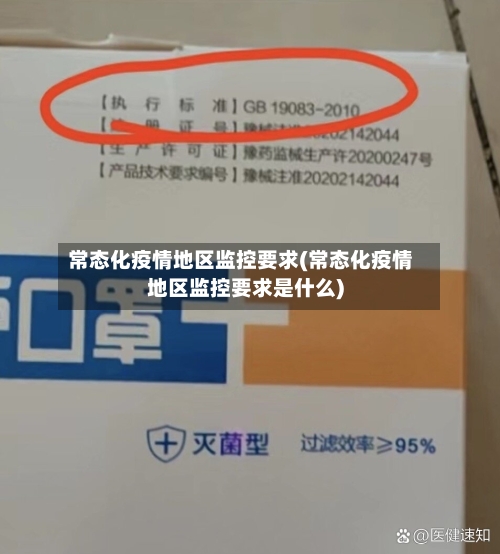 【执行标准】GB 19083-2010
【注册证号】豫械注准20202142044
【生产许可证】豫药监械生产许20200247号
【产品技术要求编号】豫械注准20202142044
常态化疫情地区监控要求(常态化疫情
地区监控要求是什么)
口罩
灭菌型 过滤效率≥95%
@医健速知